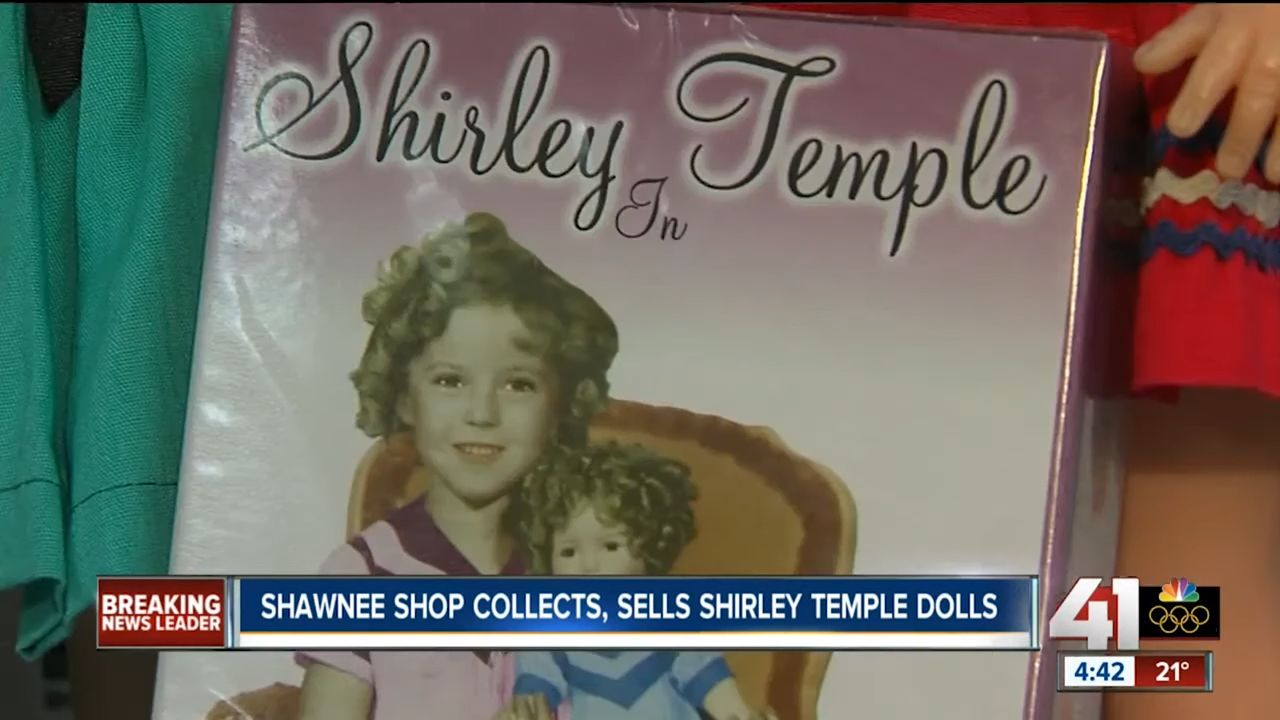 Shirley Temple
In
BREAKING
NEWS LEADER
SHAWNEE SHOP COLLECTS, SELLS SHIRLEY TEMPLE DOLLS
41
4:42 21°